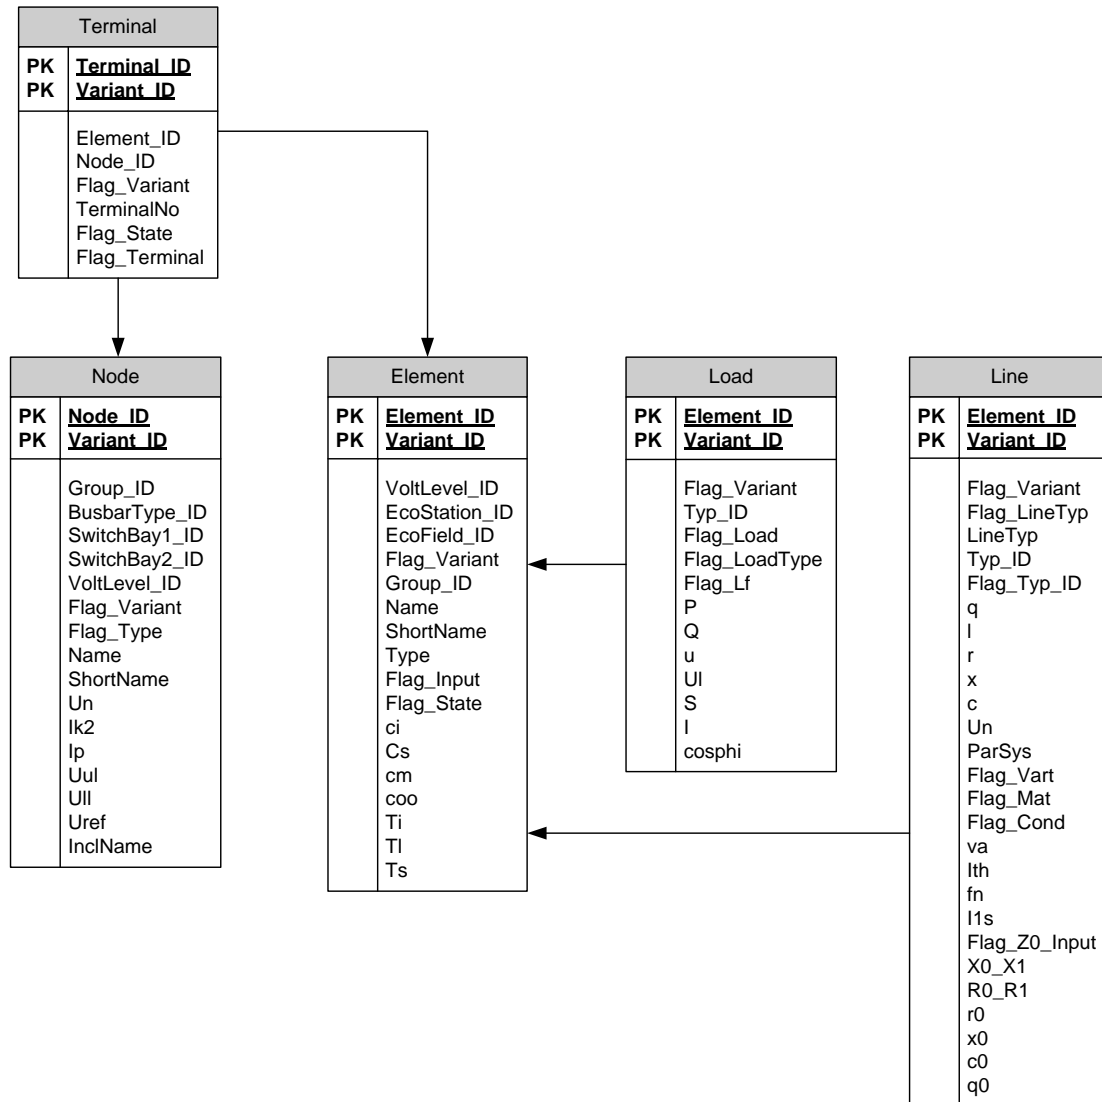 Terminal
PK Terminal_ID
PK Variant_ID
Element_ID
Node_ID
Flag_Variant
TerminalNo
Flag_State
Flag_Terminal
Node
PK Node_ID
PK Variant_ID
Group_ID
BusbarType_ID
SwitchBay1_ID
SwitchBay2_ID
VoltLevel_ID
Flag_Variant
Flag_Type
Name
ShortName
Un
Ik2
Ip
Uul
Ull
Uref
InclName
Element
PK Element_ID
PK Variant_ID
VoltLevel_ID
EcoStation_ID
EcoField_ID
Flag_Variant
Group_ID
Name
ShortName
Type
Flag_Input
Flag_State
ci
Cs
cm
coo
Ti
Tl
Ts
Load
PK Element_ID
PK Variant_ID
Flag_Variant
Typ_ID
Flag_Load
Flag_LoadType
Flag_Lf
P
Q
u
Ul
S
I
cosphi
Line
PK Element_ID
PK Variant_ID
Flag_Variant
Flag_LineTyp
LineTyp
Typ_ID
Flag_Typ_ID
q
l
r
x
c
Un
ParSys
Flag_Vart
Flag_Mat
Flag_Cond
va
Ith
fn
I1s
Flag_Z0_Input
X0_X1
R0_R1
r0
x0
c0
q0